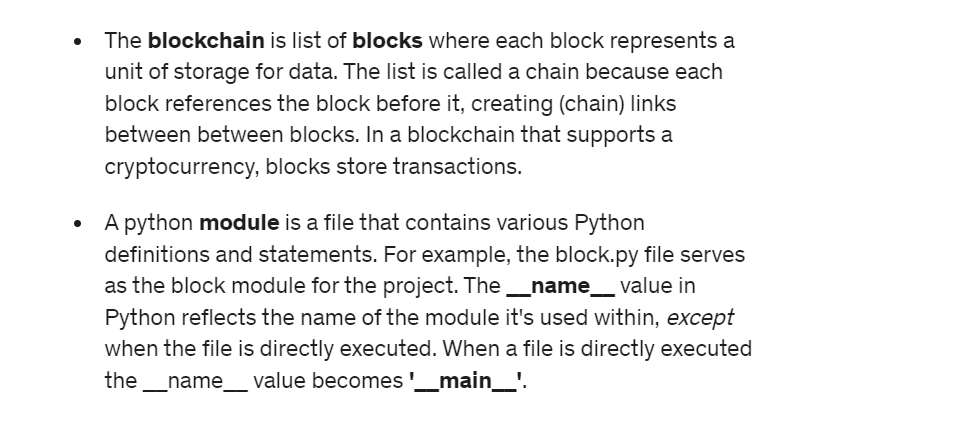 • The blockchain is list of blocks where each block represents a
unit of storage for data. The list is called a chain because each
block references the block before it, creating (chain) links
between between blocks. In a blockchain that supports a
cryptocurrency, blocks store transactions.
• A python module is a file that contains various Python
definitions and statements. For example, the block.py file serves
as the block module for the project. The __name__ value in
Python reflects the name of the module it's used within, except
when the file is directly executed. When a file is directly executed
the __name__ value becomes '__main__'.